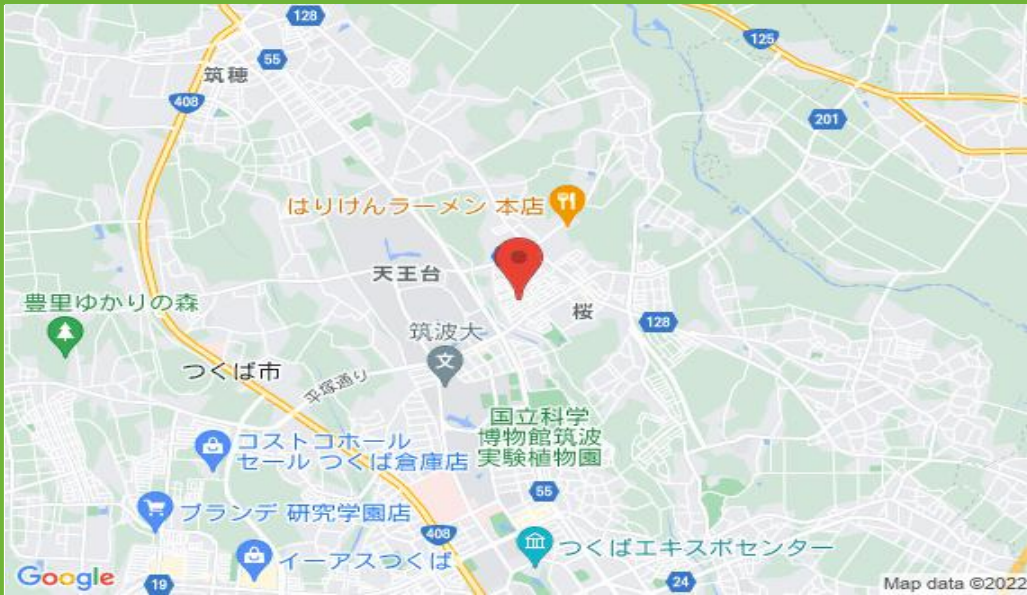 128
125
55
筑穂
408
201
はりけんラーメン 本店
天王台
豊里ゆかりの森
桜
128
筑波大
つくば市
平塚通り
国立科学
博物館筑波
実験植物園
コストコホール
セール つくば倉庫店
55
ブランデ 研究学園店
408
つくばエキスポセンター
イーアスつくば
Google
19
24
Map data ©2022